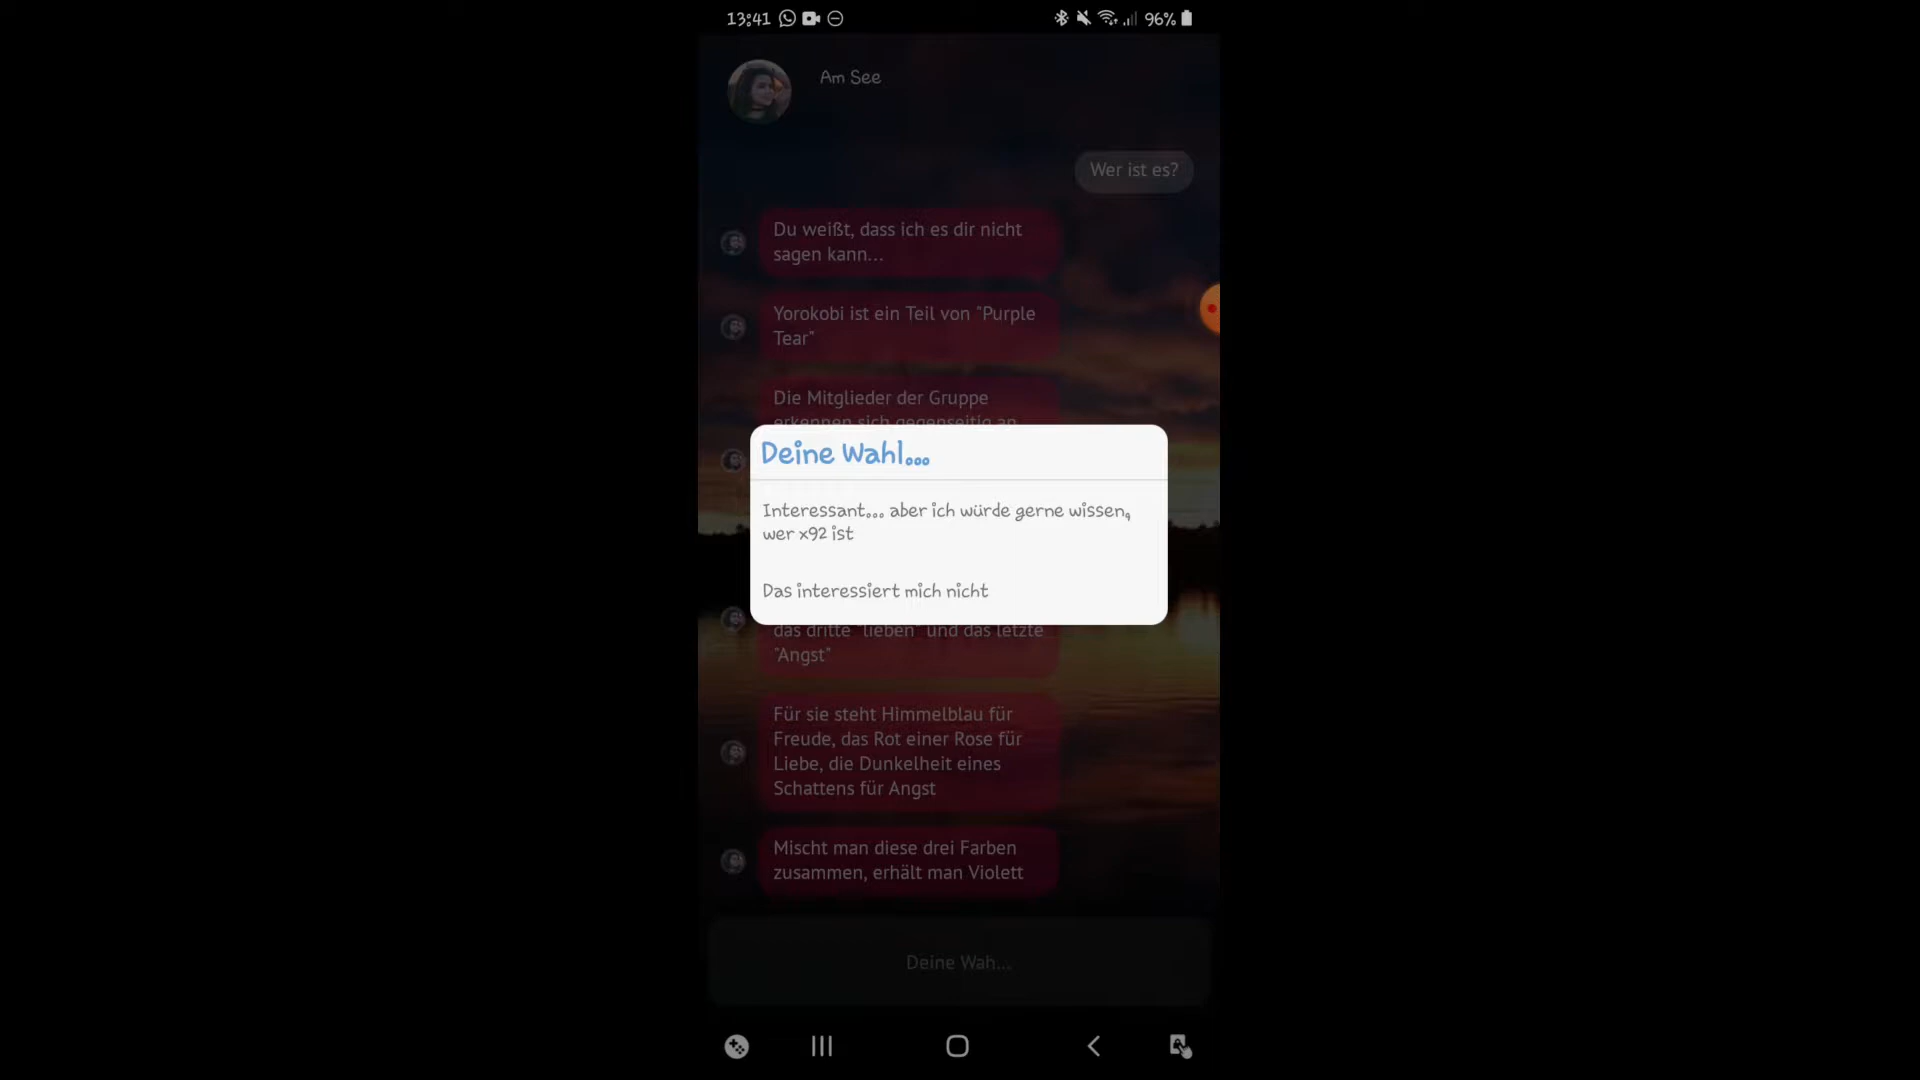 13:41
96%
Am See
Wer ist es?
Du weißt, dass ich es dir nicht
sagen kann...
Yorokobi ist ein Teil von "Purple
Tear"
Die Mitglieder der Gruppe
erkennen sich gegenseitig an
Deine Wahl...
Interessant... aber ich würde gerne wissen,
wer x92 ist
Das interessiert mich nicht
das dritte "lieben" und das letzte
"Angst"
Für sie steht Himmelblau für
Freude, das Rot einer Rose für
Liebe, die Dunkelheit eines
Schattens für Angst
Mischt man diese drei Farben
zusammen, erhält man Violett
Deine Wah...